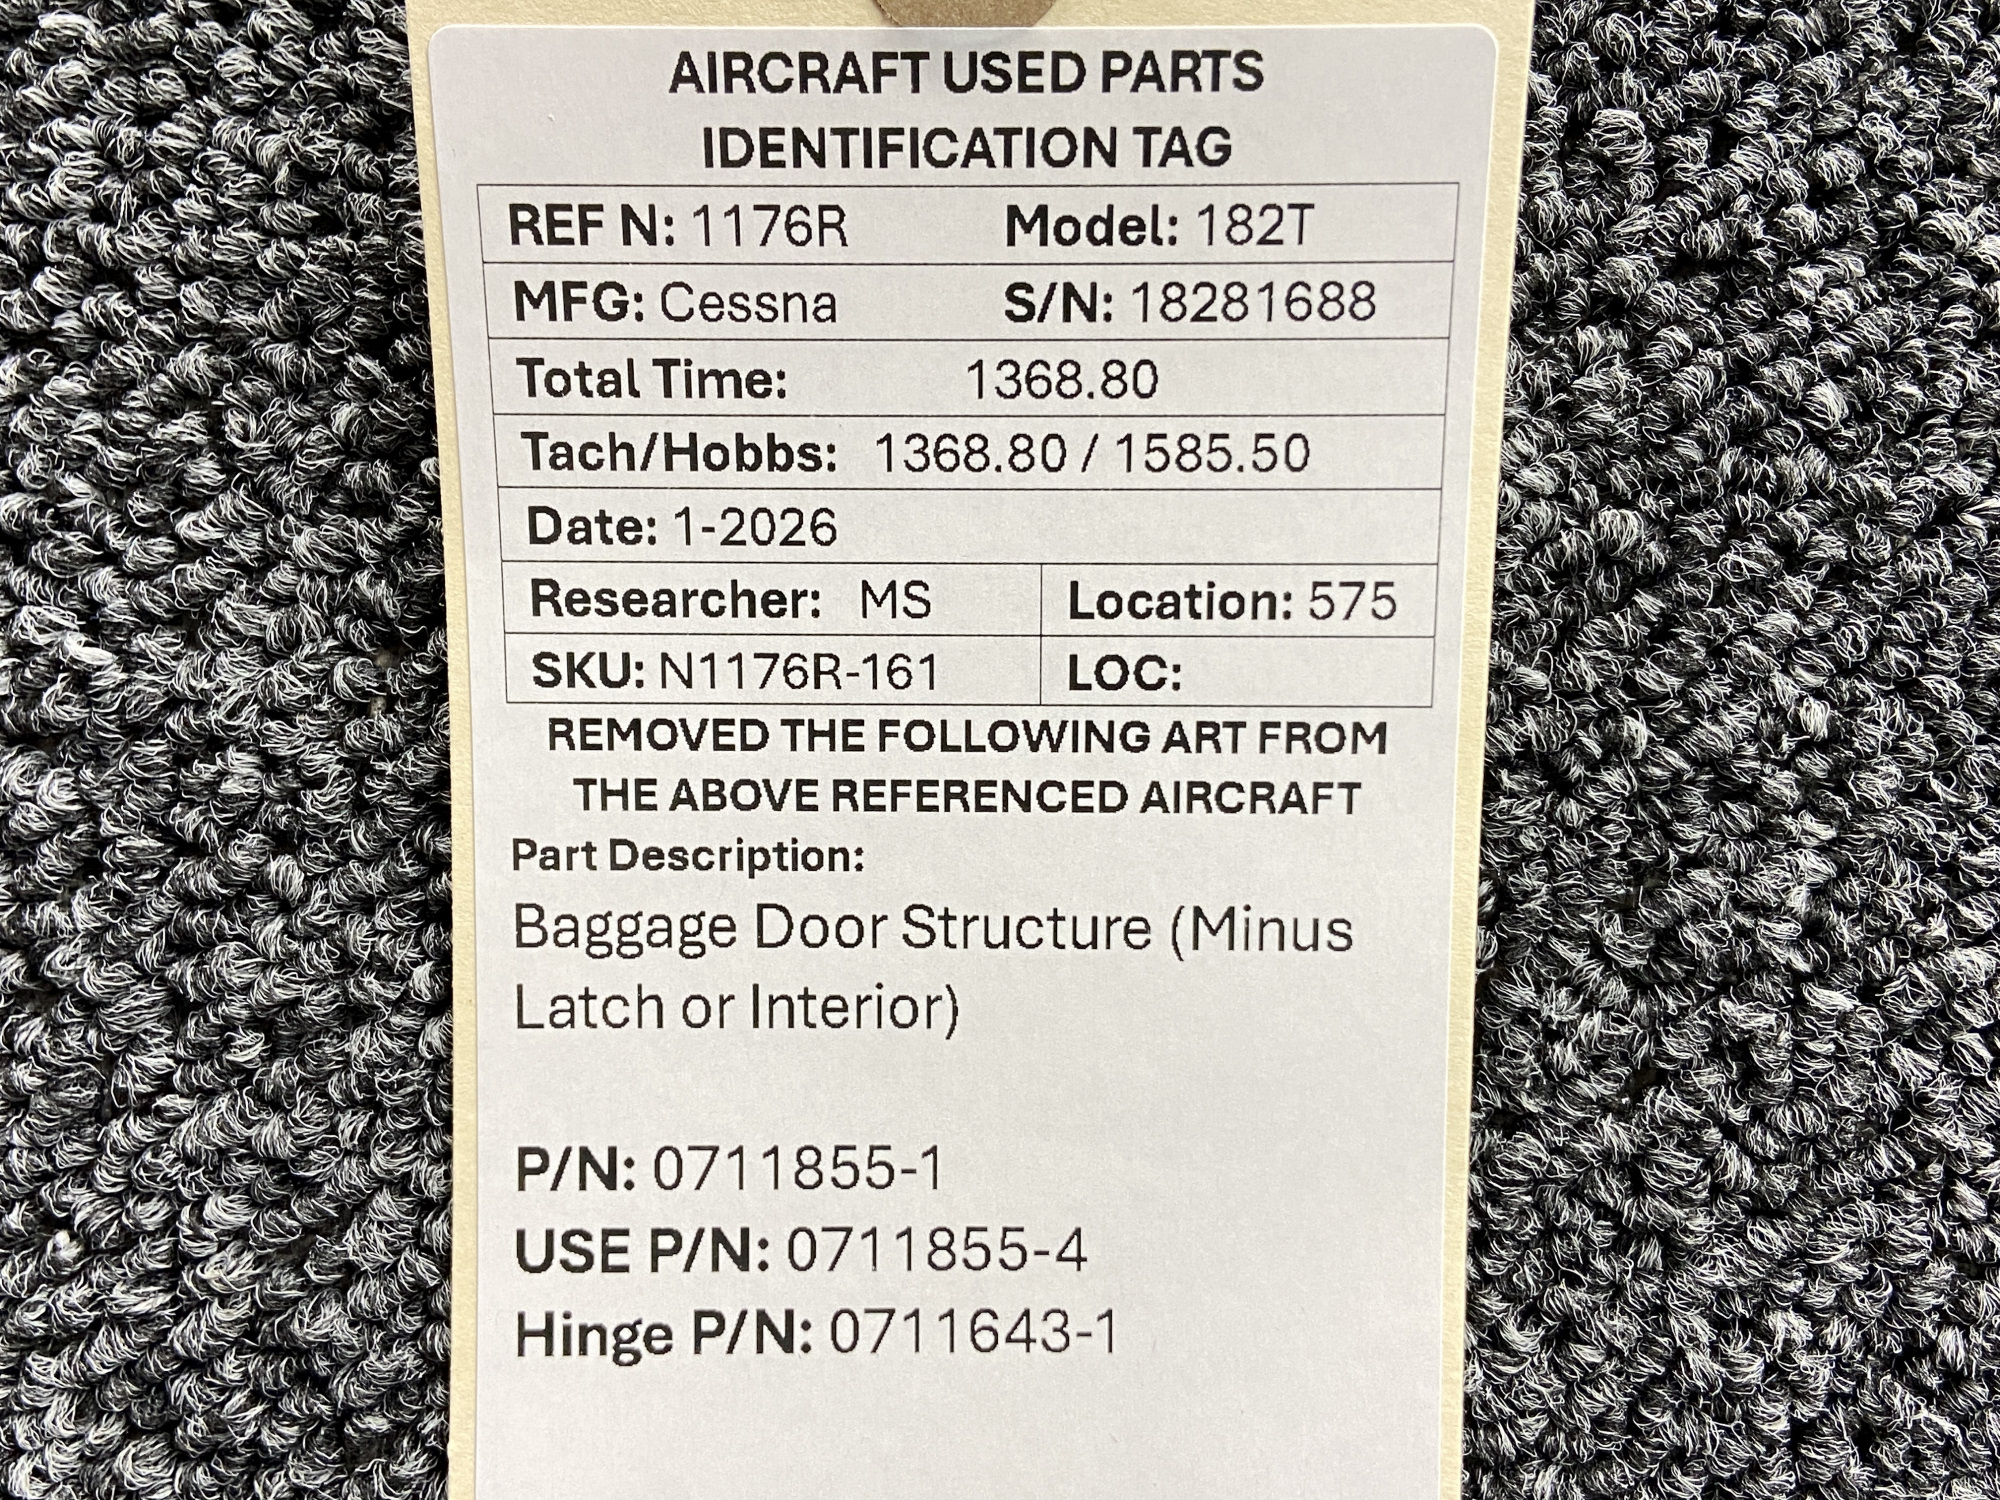 AIRCRAFT USED PARTS
IDENTIFICATION TAG
REF N: 1176R Model: 182T
MFG: Cessna S/N: 18281688
Total Time: 1368.80
Tach/Hobbs: 1368.80 / 1585.50
Date: 1-2026
Researcher: MS Location: 575
SKU: N1176R-161 LOC:
REMOVED THE FOLLOWING ART FROM
THE ABOVE REFERENCED AIRCRAFT
Part Description:
Baggage Door Structure (Minus
Latch or Interior)
P/N: 0711855-1
USE P/N: 0711855-4
Hinge P/N: 0711643-1